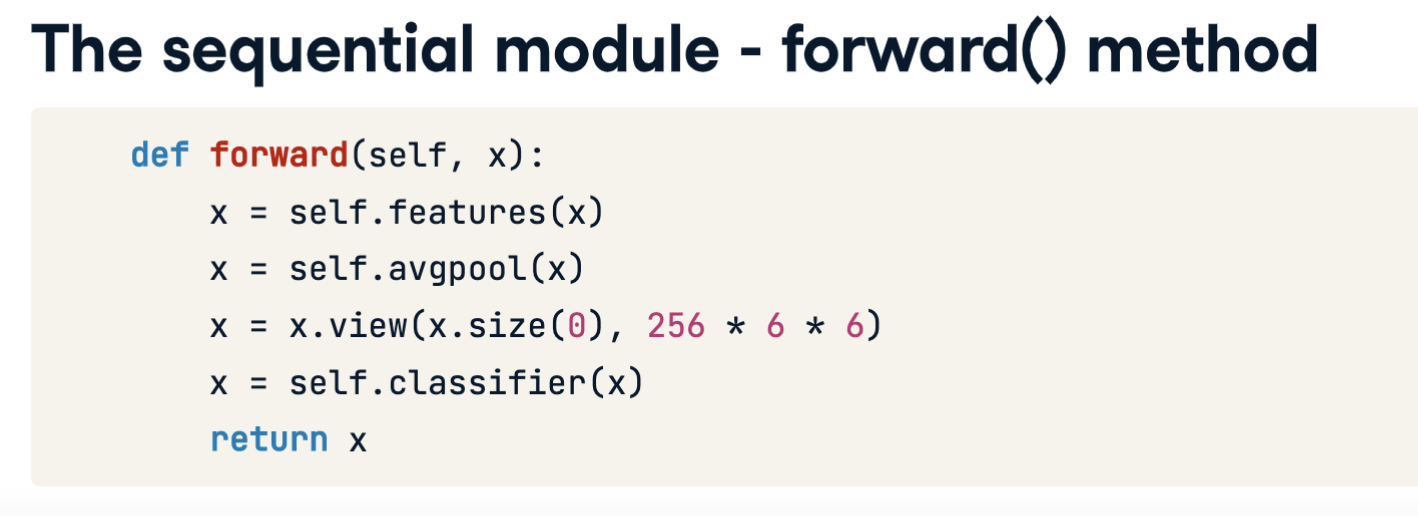 The sequential module - forward() method
def forward(self, x):
x = self.features(x)
x = self.avgpool(x)
x = x.view(x.size(0), 256 * 6 * 6)
x = self.classifier(x)
return x